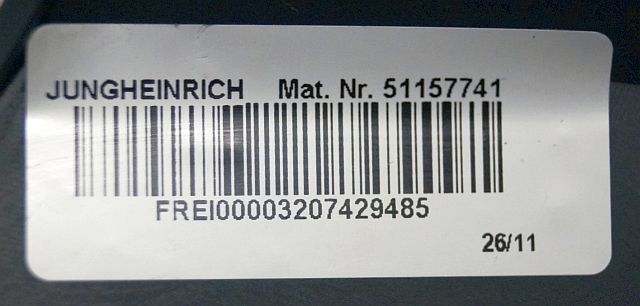 JUNGHEINRICH Mat. Nr. 51157741
FREI00003207429485
26/11